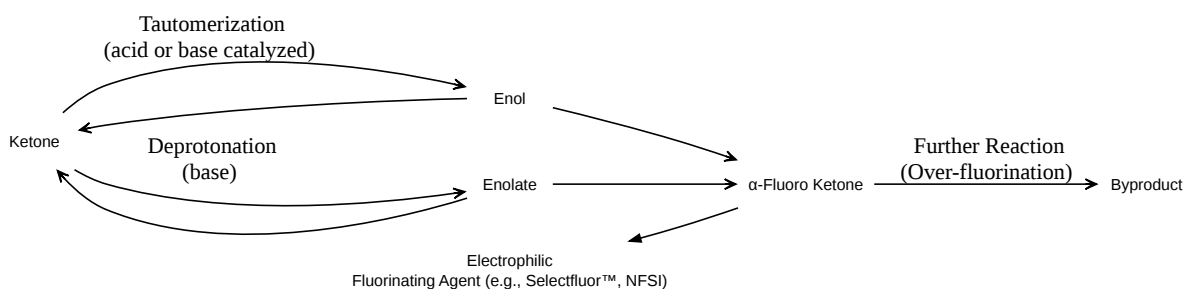 Tautomerization
(acid or base catalyzed)
Enol
Ketone
Deprotonation
(base)
Enolate
α-Fluoro Ketone
Further Reaction
(Over-fluorination)
Byproduct
Electrophilic
Fluorinating Agent (e.g., Selectfluor™, NFSI)